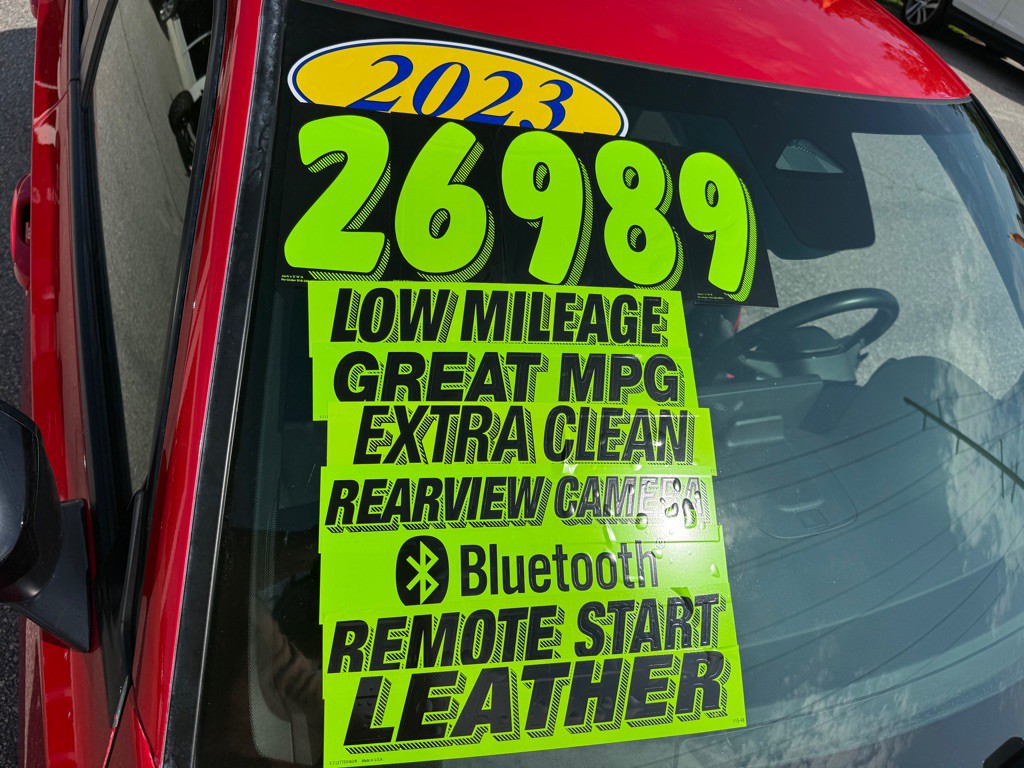 2023
26989
LOW MILEAGE
GREAT MPG
EXTRA CLEAN
REARVIEW CAMERA
Bluetooth
REMOTE START
LEATHER